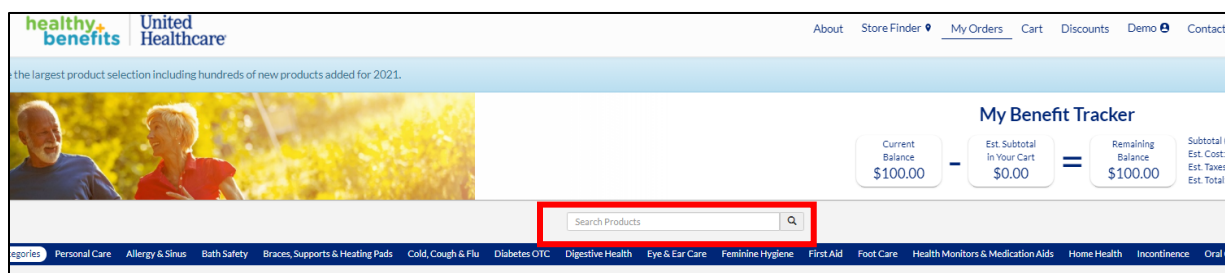 healthy+ benefits
United Healthcare
About Store Finder My Orders Cart Discounts Demo Contact
the largest product selection including hundreds of new products added for 2021.
My Benefit Tracker
Current Balance $100.00
-
Est. Subtotal in Your Cart $0.00
=
Remaining Balance $100.00
Subtotal
Est. Cost:
Est. Taxes
Est. Total
Search Products
egories Personal Care Allergy & Sinus Bath Safety Braces, Supports & Heating Pads Cold, Cough & Flu Diabetes OTC Digestive Health Eye & Ear Care Feminine Hygiene First Aid Foot Care Health Monitors & Medication Aids Home Health Incontinence Oral